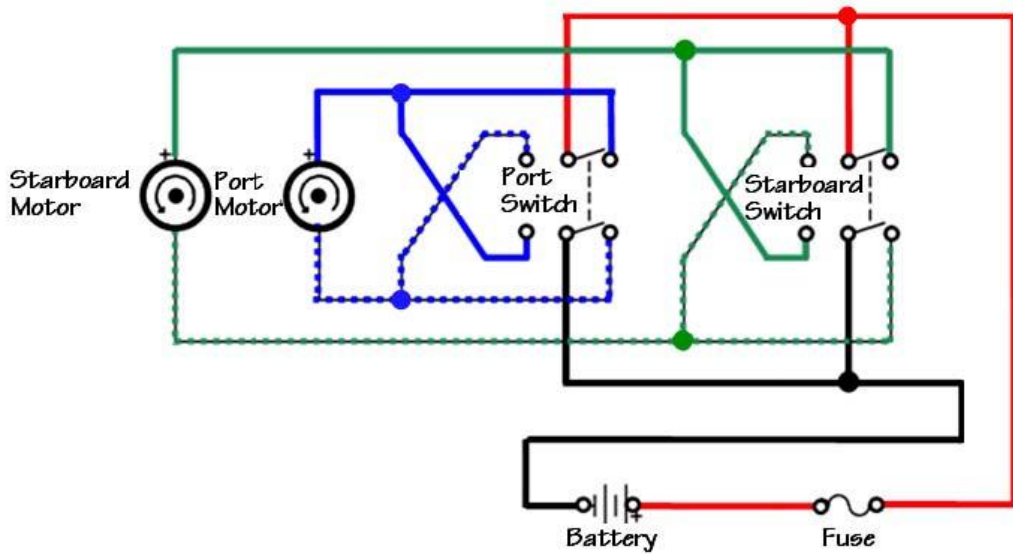 +
+
Starboard
Motor
Port
Motor
Port
Switch
Starboard
Switch
+
Battery
Fuse